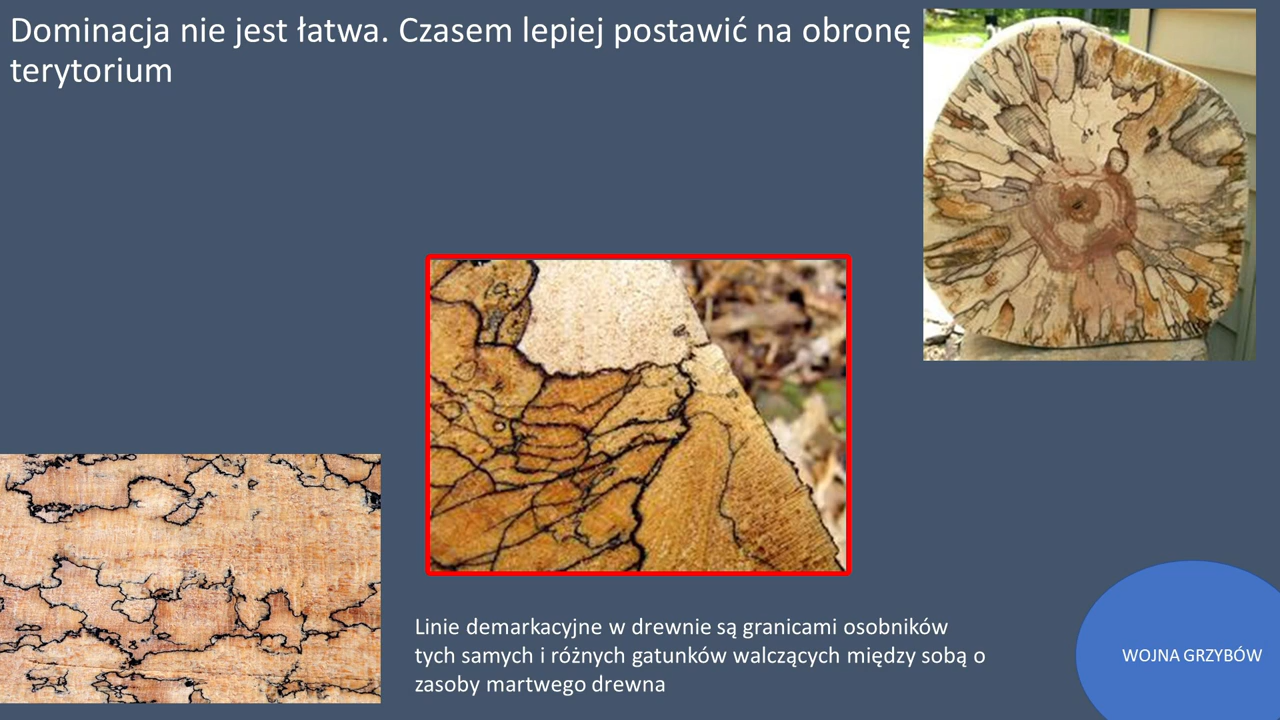 Dominacja nie jest łatwa. Czasem lepiej postawić na obronę
terytorium
Linie demarkacyjne w drewnie są granicami osobników
tych samych i różnych gatunków walczących między sobą o
zasoby martwego drewna
WOJNA GRZYBÓW